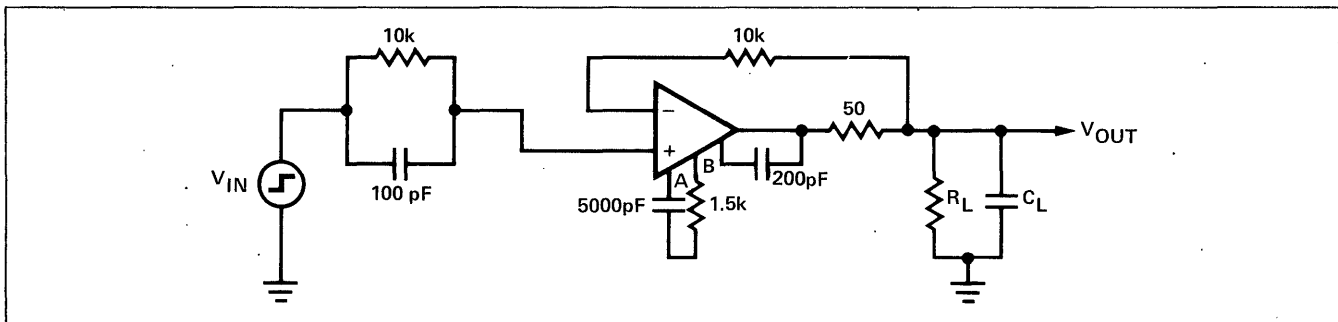 10k
100 pF
V_IN
10k
−
+
A
B
5000pF
1.5k
200pF
50
R_L
C_L
V_OUT